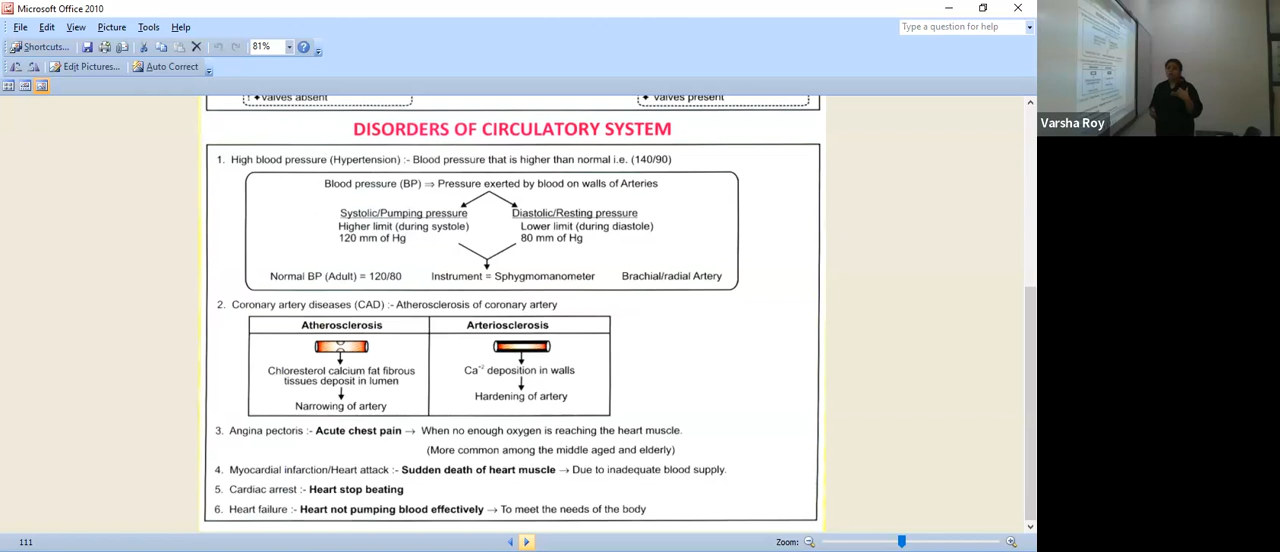 Microsoft Office 2010
File Edit View Picture Tools Help
Type a question for help
Shortcuts...
81%
Edit Pictures...
Auto Correct
valves absent
valves present
DISORDERS OF CIRCULATORY SYSTEM
1. High blood pressure (Hypertension) :- Blood pressure that is higher than normal i.e. (140/90)
Blood pressure (BP) ⇒ Pressure exerted by blood on walls of Arteries
Systolic/Pumping pressure
Higher limit (during systole)
120 mm of Hg
Diastolic/Resting pressure
Lower limit (during diastole)
80 mm of Hg
Normal BP (Adult) = 120/80 Instrument = Sphygmomanometer Brachial/radial Artery
2. Coronary artery diseases (CAD) :- Atherosclerosis of coronary artery
Atherosclerosis
Chloresterol calcium fat fibrous
tissues deposit in lumen
Narrowing of artery
Arteriosclerosis
Ca+2 deposition in walls
Hardening of artery
3. Angina pectoris :- Acute chest pain → When no enough oxygen is reaching the heart muscle.
(More common among the middle aged and elderly)
4. Myocardial infarction/Heart attack :- Sudden death of heart muscle → Due to inadequate blood supply.
5. Cardiac arrest :- Heart stop beating
6. Heart failure :- Heart not pumping blood effectively → To meet the needs of the body
111
Zoom:
Varsha Roy